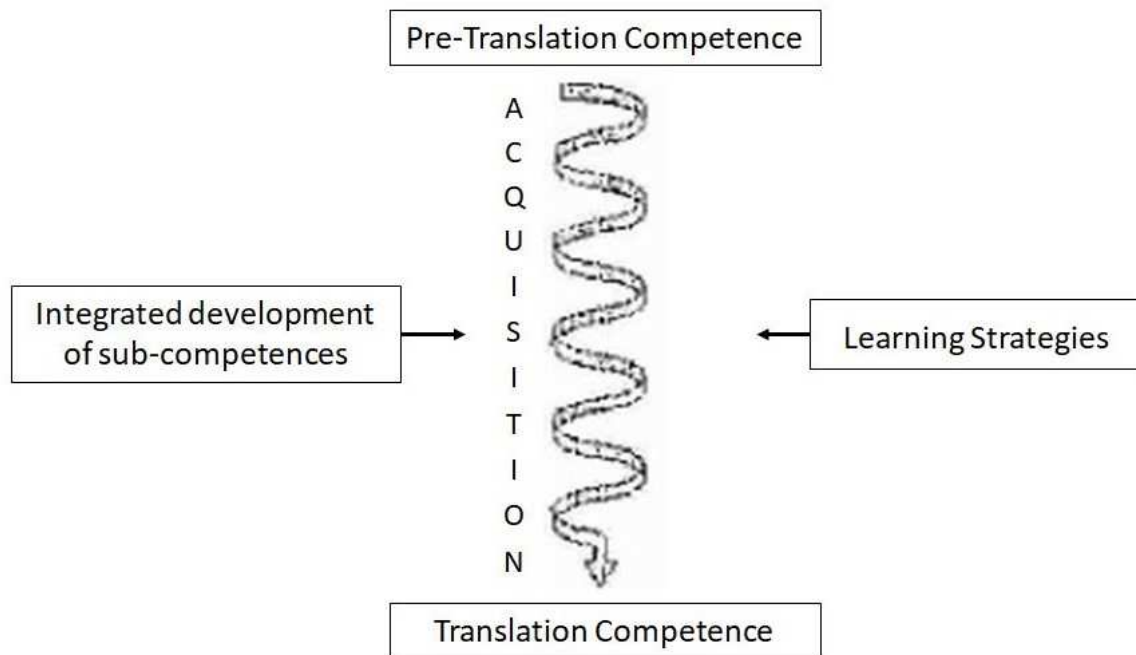 Pre-Translation Competence
A
C
Q
U
I
S
I
T
I
O
N
Integrated development
of sub-competences
Learning Strategies
Translation Competence